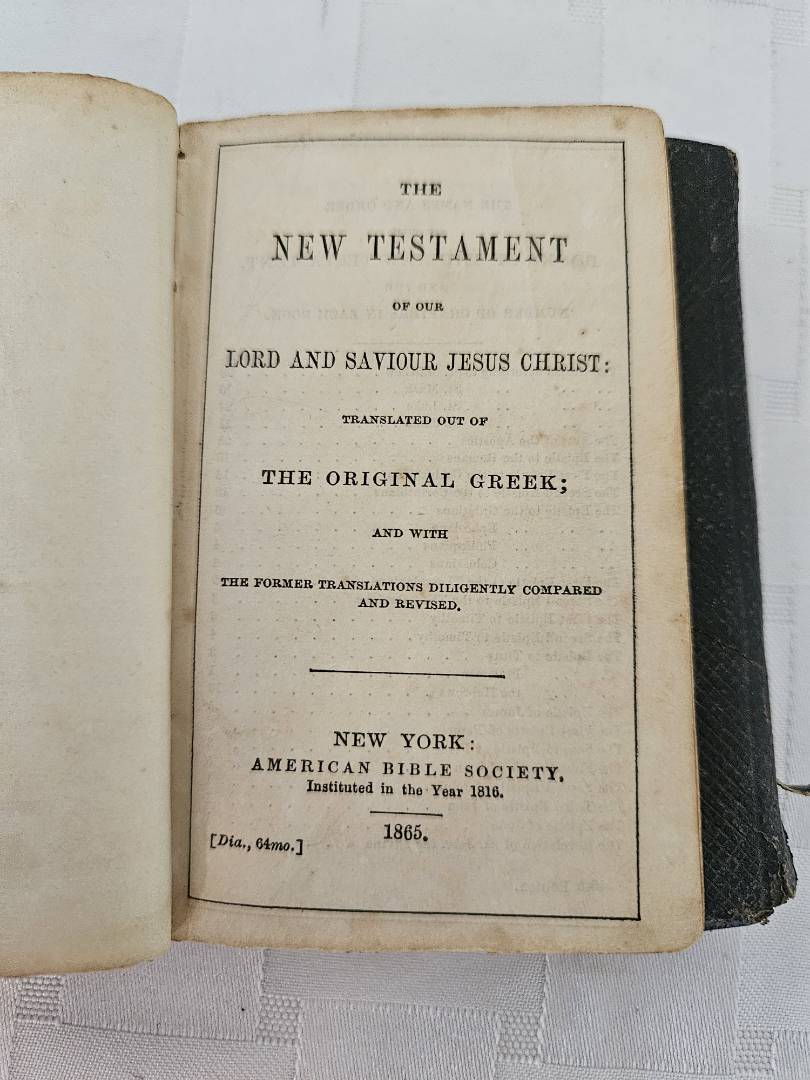 THE
NEW TESTAMENT
OF OUR
LORD AND SAVIOUR JESUS CHRIST:
TRANSLATED OUT OF
THE ORIGINAL GREEK;
AND WITH
THE FORMER TRANSLATIONS DILIGENTLY COMPARED
AND REVISED.
NEW YORK:
AMERICAN BIBLE SOCIETY,
Instituted in the Year 1816.
1865.
[Dia., 64mo.]